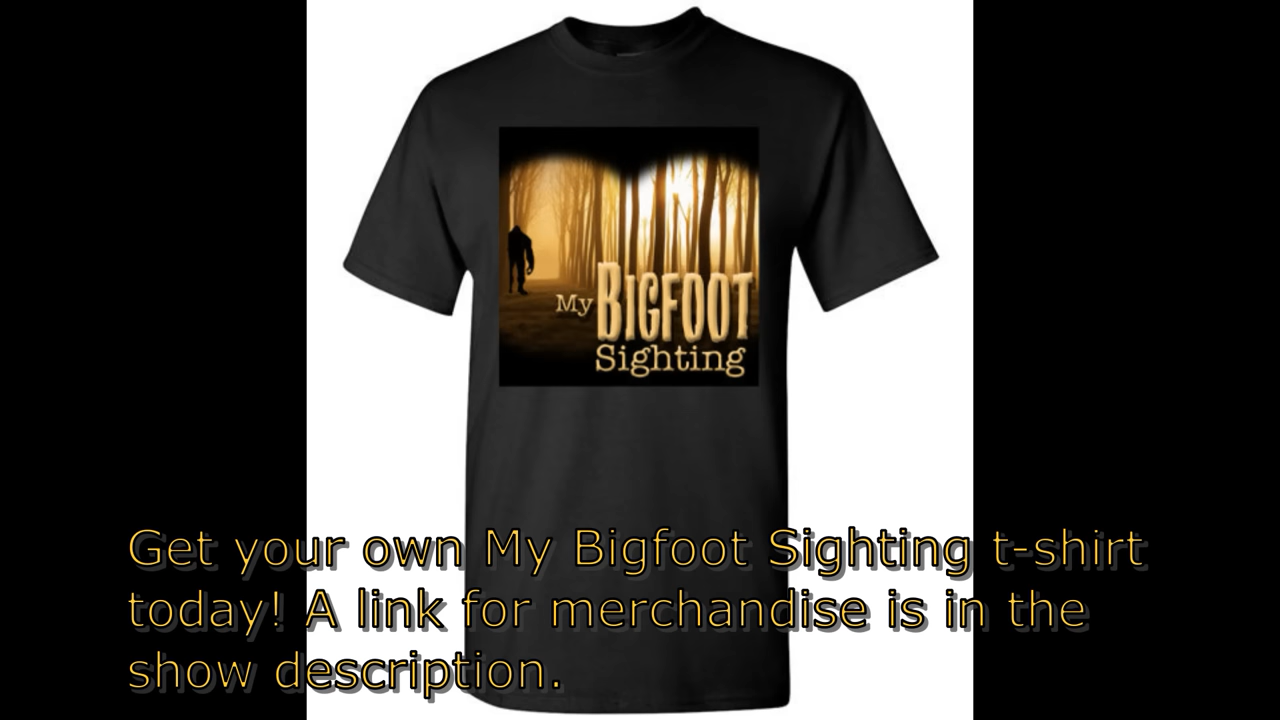 My BIGFOOT
Sighting
Get your own My Bigfoot Sighting t-shirt
today! A link for merchandise is in the
show description.